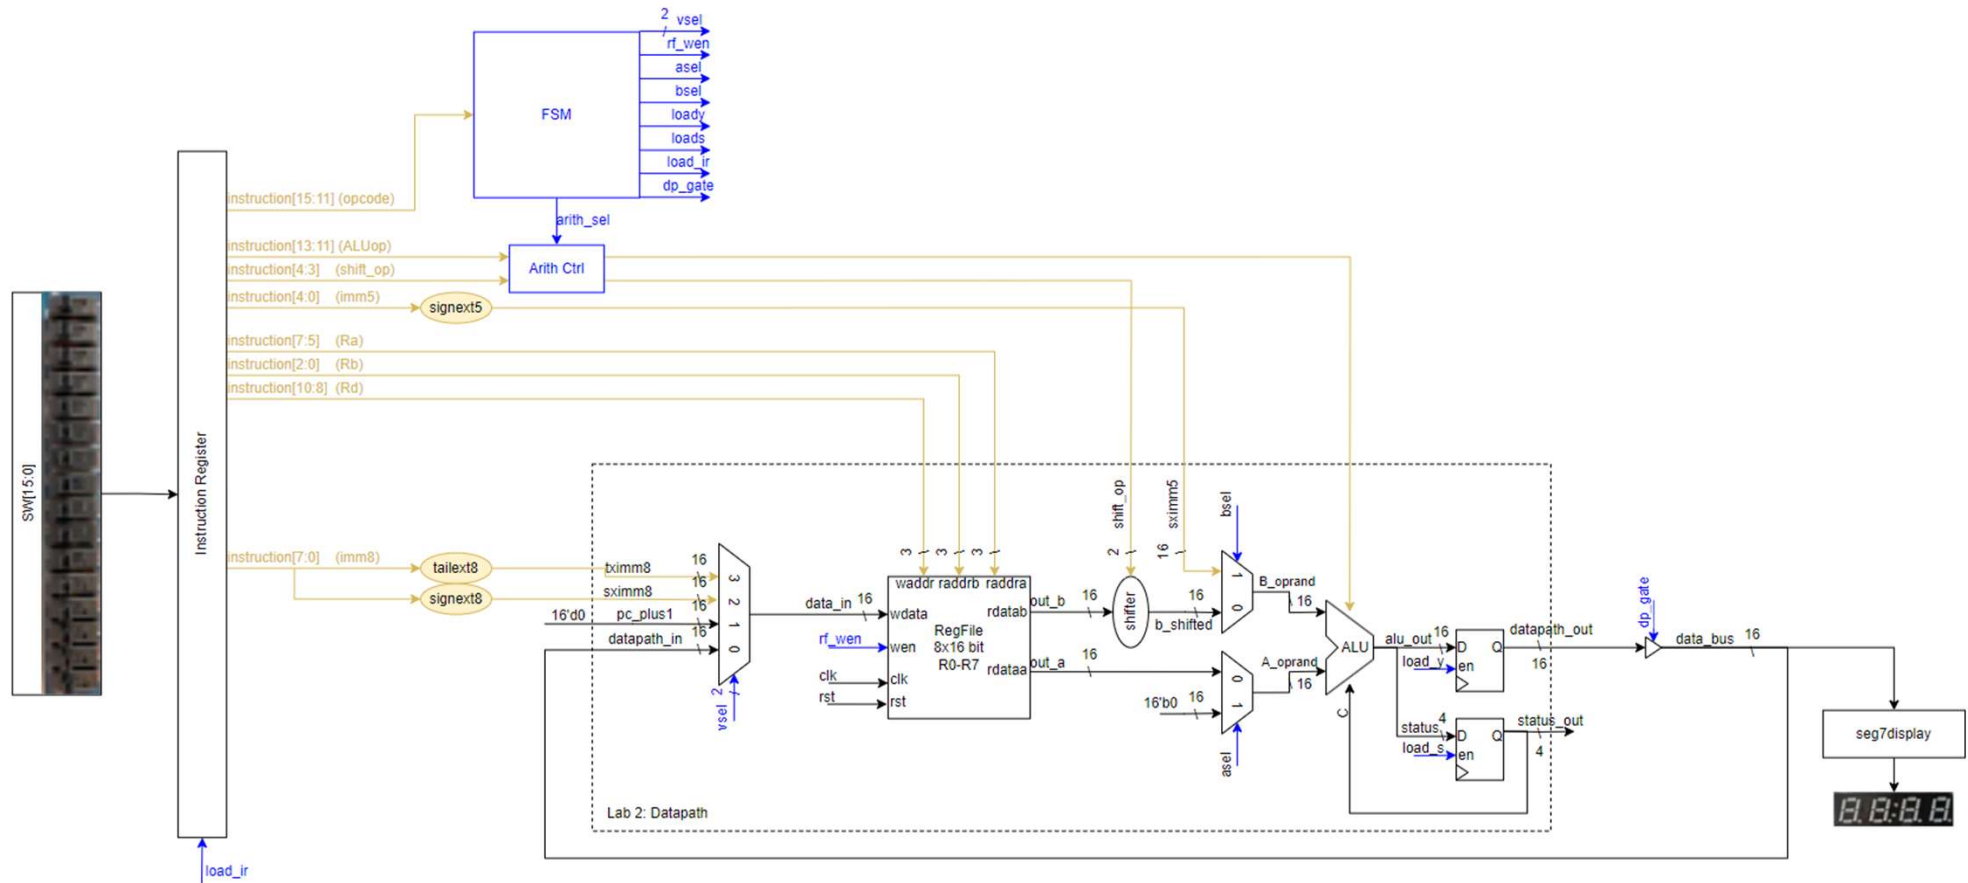 2
vsel
rf_wen
asel
bsel
loady
loads
load_ir
dp_gate
FSM
arith_sel
instruction[15:11] (opcode)
instruction[13:11] (ALUop)
instruction[4:3] (shift_op)
instruction[4:0] (imm5)
Arith Ctrl
signext5
instruction[7:5] (Ra)
instruction[2:0] (Rb)
instruction[10:8] (Rd)
SW[15:0]
Instruction Register
load_ir
instruction[7:0] (imm8)
tailext8
signext8
tximm8
16
sximm8
16
16'd0
pc_plus1
16
datapath_in
16
3
2
1
0
vsel
2
data_in
16
rf_wen
clk
rst
3
3
3
waddr raddrb raddra
wdata
rdatab
RegFile
8x16 bit
R0-R7
wen
rdataa
clk
rst
out_b
16
out_a
16
shift_op
2
shifter
16
b_shifted
sximm5
16
bsel
1
0
B_oprand
16
16'b0
16
0
1
asel
A_oprand
16
ALU
C
alu_out
16
load_y
D
Q
en
status
4
load_s
D
Q
en
datapath_out
16
status_out
4
dp_gate
data_bus
16
seg7display
8.8:8.8.
Lab 2: Datapath